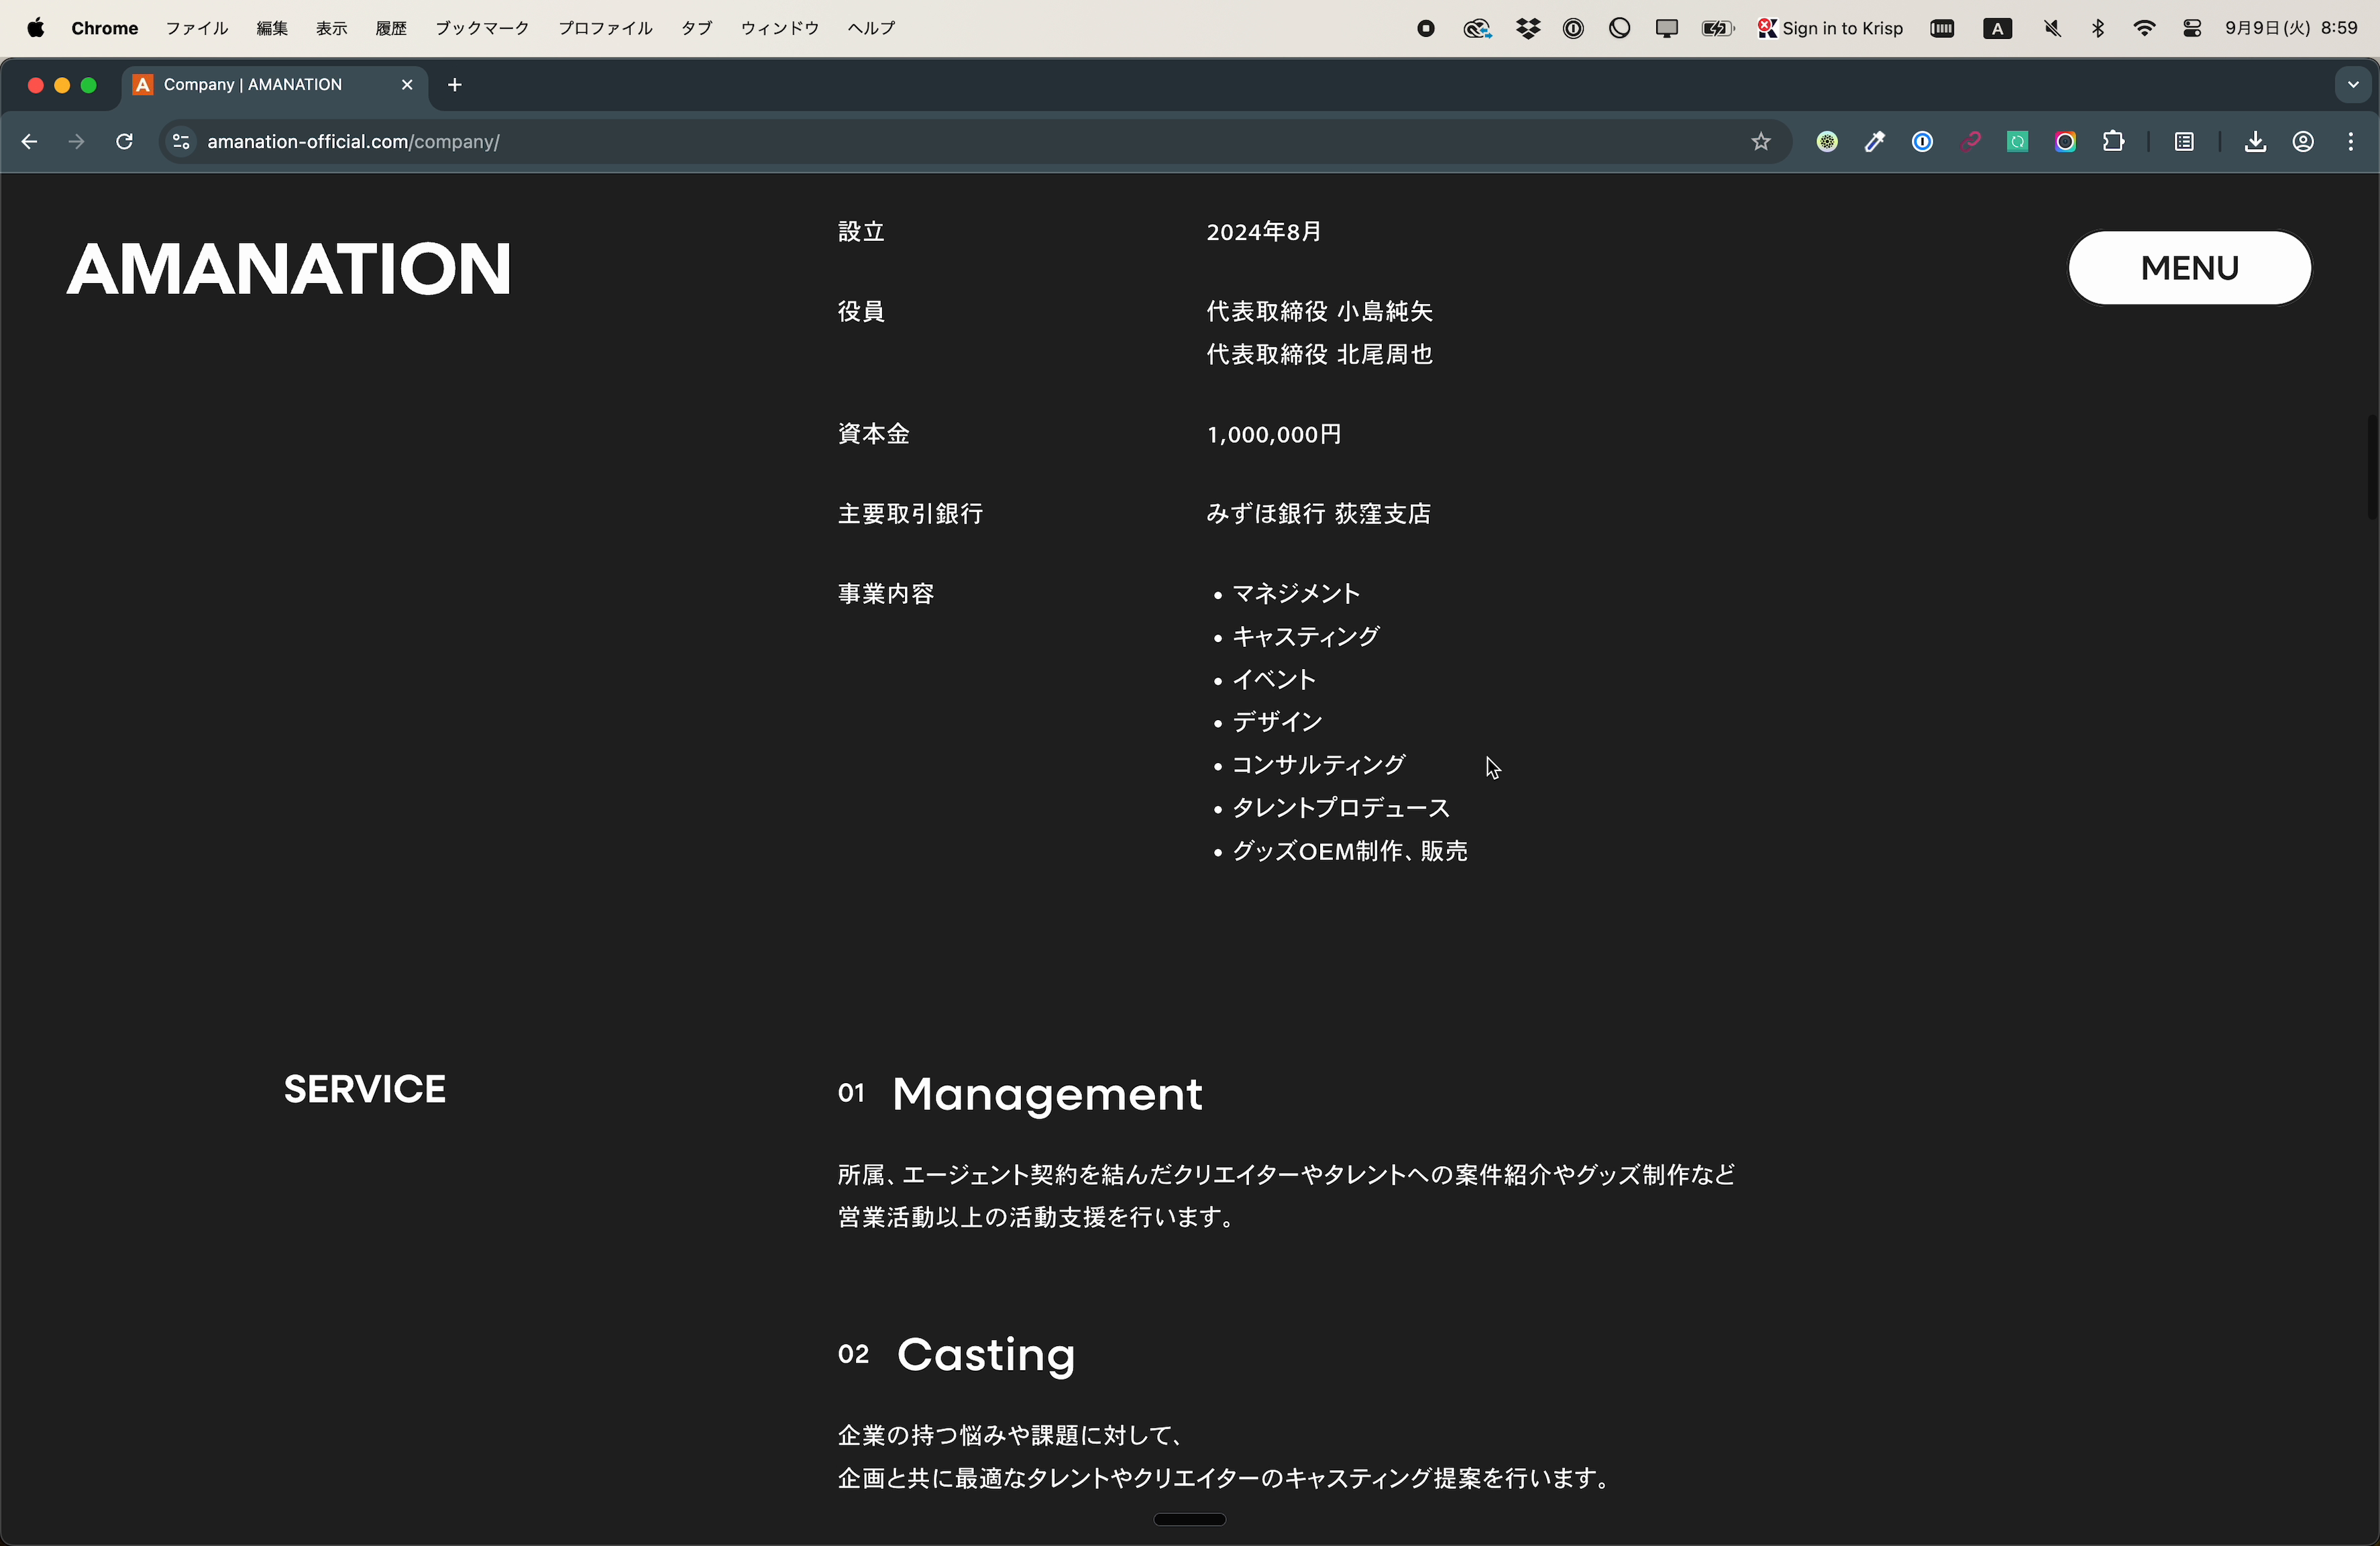 Chrome ファイル 編集 表示 履歴 ブックマーク プロファイル タブ ウィンドウ ヘルプ Sign in to Krisp A 9月9日(火) 8:59
A Company | AMANATION
amanation-official.com/company/
AMANATION
MENU
設立 2024年8月
役員 代表取締役 小島純矢
代表取締役 北尾周也
資本金 1,000,000円
主要取引銀行 みずほ銀行 荻窪支店
事業内容 • マネジメント
• キャスティング
• イベント
• デザイン
• コンサルティング
• タレントプロデュース
• グッズOEM制作、販売
SERVICE
01 Management
所属、エージェント契約を結んだクリエイターやタレントへの案件紹介やグッズ制作など
営業活動以上の活動支援を行います。
02 Casting
企業の持つ悩みや課題に対して、
企画と共に最適なタレントやクリエイターのキャスティング提案を行います。